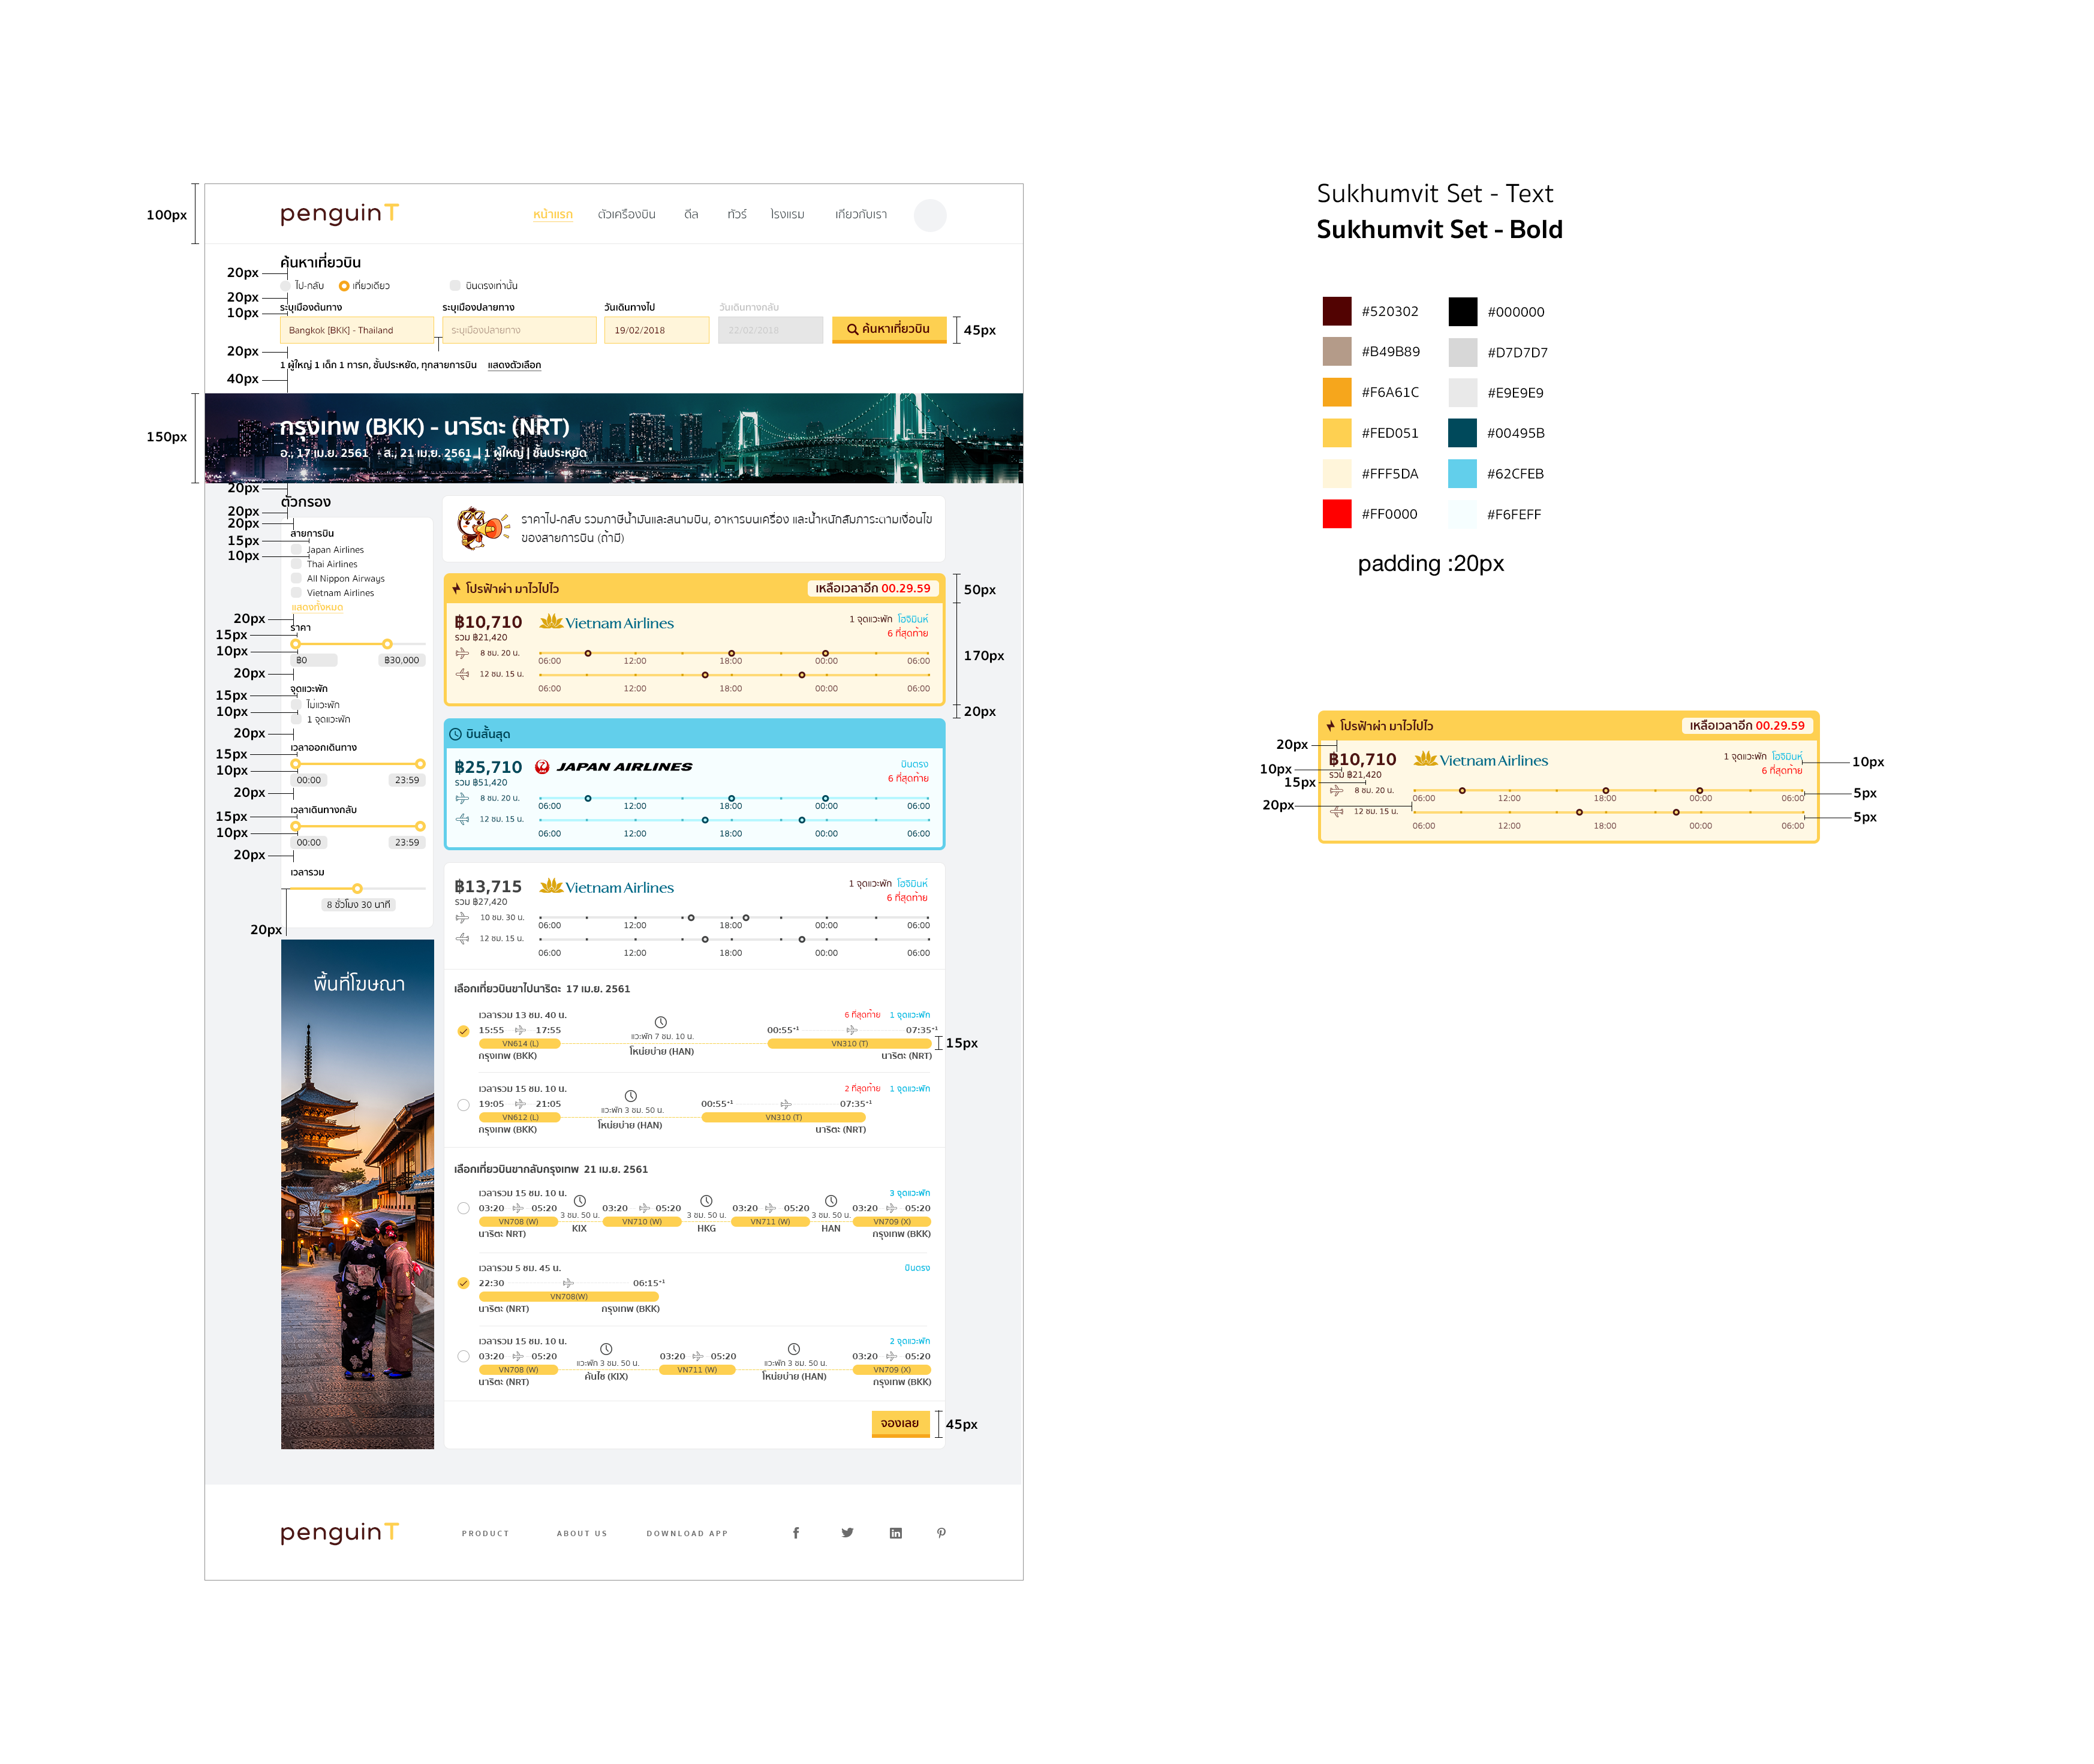 100px
penguinT
หน้าแรก ตั๋วเครื่องบิน ดีล ทัวร์ โรงแรม เกี่ยวกับเรา
ค้นหาเที่ยวบิน
20px
ไป-กลับ เที่ยวเดียว บินตรงเท่านั้น
20px
ระบุเมืองต้นทาง ระบุเมืองปลายทาง วันเดินทางไป วันเดินทางกลับ
10px
Bangkok [BKK] - Thailand ระบุเมืองปลายทาง 19/02/2018 22/02/2018 ค้นหาเที่ยวบิน 45px
20px
1 ผู้ใหญ่ 1 เด็ก 1 ทารก, ชั้นประหยัด, ทุกสายการบิน แสดงตัวเลือก
40px
150px
กรุงเทพ (BKK) - นาริตะ (NRT)
อ., 17 เม.ย. 2561 - ส., 21 เม.ย. 2561 | 1 ผู้ใหญ่ | ชั้นประหยัด
20px
ตัวกรอง
20px
20px
สายการบิน
15px
Japan Airlines
10px
Thai Airlines
All Nippon Airways
Vietnam Airlines
แสดงทั้งหมด
20px
ราคา
15px
10px
฿0 ฿30,000
20px
จุดแวะพัก
15px
ไม่แวะพัก
10px
1 จุดแวะพัก
20px
เวลาออกเดินทาง
15px
10px
00:00 23:59
20px
เวลาเดินทางกลับ
15px
10px
00:00 23:59
20px
เวลารวม
8 ชั่วโมง 30 นาที
20px
พื้นที่โฆษณา
ราคาไป-กลับ รวมภาษีน้ำมันและสนามบิน, อาหารบนเครื่อง และน้ำหนักสัมภาระตามเงื่อนไข
ของสายการบิน (ถ้ามี)
โปรฟ้าผ่า มาไวไปไว เหลือเวลาอีก 00.29.59 50px
฿10,710 Vietnam Airlines 1 จุดแวะพัก โฮจิมินห์
รวม ฿21,420 6 ที่สุดท้าย
8 ชม. 20 น.
06:00 12:00 18:00 00:00 06:00 170px
12 ชม. 15 น.
06:00 12:00 18:00 00:00 06:00
20px
บินสั้นสุด
฿25,710 JAPAN AIRLINES บินตรง
รวม ฿51,420 6 ที่สุดท้าย
8 ชม. 20 น.
06:00 12:00 18:00 00:00 06:00
12 ชม. 15 น.
06:00 12:00 18:00 00:00 06:00
฿13,715 Vietnam Airlines 1 จุดแวะพัก โฮจิมินห์
รวม ฿27,420 6 ที่สุดท้าย
10 ชม. 30 น.
06:00 12:00 18:00 00:00 06:00
12 ชม. 15 น.
06:00 12:00 18:00 00:00 06:00
เลือกเที่ยวบินขาไปนาริตะ 17 เม.ย. 2561
เวลารวม 13 ชม. 40 น. 6 ที่สุดท้าย 1 จุดแวะพัก
15:55 17:55 แวะพัก 7 ชม. 10 น. 00:55⁺¹ 07:35⁺¹
VN614 (L) VN310 (T) 15px
กรุงเทพ (BKK) โหน่ยบ่าย (HAN) นาริตะ (NRT)
เวลารวม 15 ชม. 10 น. 2 ที่สุดท้าย 1 จุดแวะพัก
19:05 21:05 แวะพัก 3 ชม. 50 น. 00:55⁺¹ 07:35⁺¹
VN612 (L) VN310 (T)
กรุงเทพ (BKK) โหน่ยบ่าย (HAN) นาริตะ (NRT)
เลือกเที่ยวบินขากลับกรุงเทพ 21 เม.ย. 2561
เวลารวม 15 ชม. 10 น. 3 จุดแวะพัก
03:20 05:20 03:20 05:20 03:20 05:20 03:20 05:20
3 ชม. 50 น. 3 ชม. 50 น. 3 ชม. 50 น.
VN708 (W) VN710 (W) VN711 (W) VN709 (X)
นาริตะ NRT) KIX HKG HAN กรุงเทพ (BKK)
เวลารวม 5 ชม. 45 น. บินตรง
22:30 06:15⁺¹
VN708(W)
นาริตะ (NRT) กรุงเทพ (BKK)
เวลารวม 15 ชม. 10 น. 2 จุดแวะพัก
03:20 05:20 แวะพัก 3 ชม. 50 น. 03:20 05:20 แวะพัก 3 ชม. 50 น. 03:20 05:20
VN708 (W) VN711 (W) VN709 (X)
นาริตะ (NRT) คันไซ (KIX) โหน่ยบ่าย (HAN) กรุงเทพ (BKK)
จองเลย 45px
penguinT PRODUCT ABOUT US DOWNLOAD APP
Sukhumvit Set - Text
Sukhumvit Set - Bold
#520302 #000000
#B49B89 #D7D7D7
#F6A61C #E9E9E9
#FED051 #00495B
#FFF5DA #62CFEB
#FF0000 #F6FEFF
padding :20px
โปรฟ้าผ่า มาไวไปไว เหลือเวลาอีก 00.29.59
20px
฿10,710 Vietnam Airlines 1 จุดแวะพัก โฮจิมินห์ 10px
10px
รวม ฿21,420 6 ที่สุดท้าย
15px
8 ชม. 20 น. 5px
06:00 12:00 18:00 00:00 06:00
20px
12 ชม. 15 น. 5px
06:00 12:00 18:00 00:00 06:00